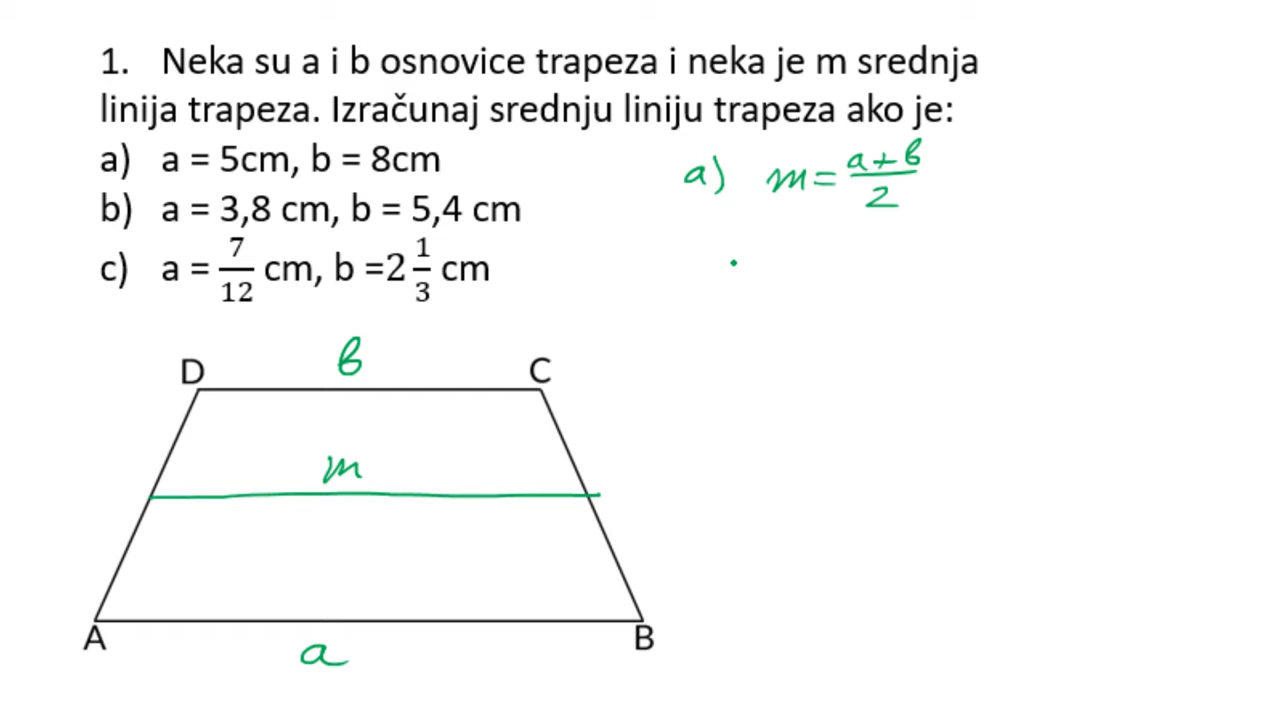 1. Neka su a i b osnovice trapeza i neka je m srednja
linija trapeza. Izračunaj srednju liniju trapeza ako je:
a) a = 5cm, b = 8cm
b) a = 3,8 cm, b = 5,4 cm
c) a = 7/12 cm, b =2 1/3 cm
a) m = a+b/2
D b C
m
A a B